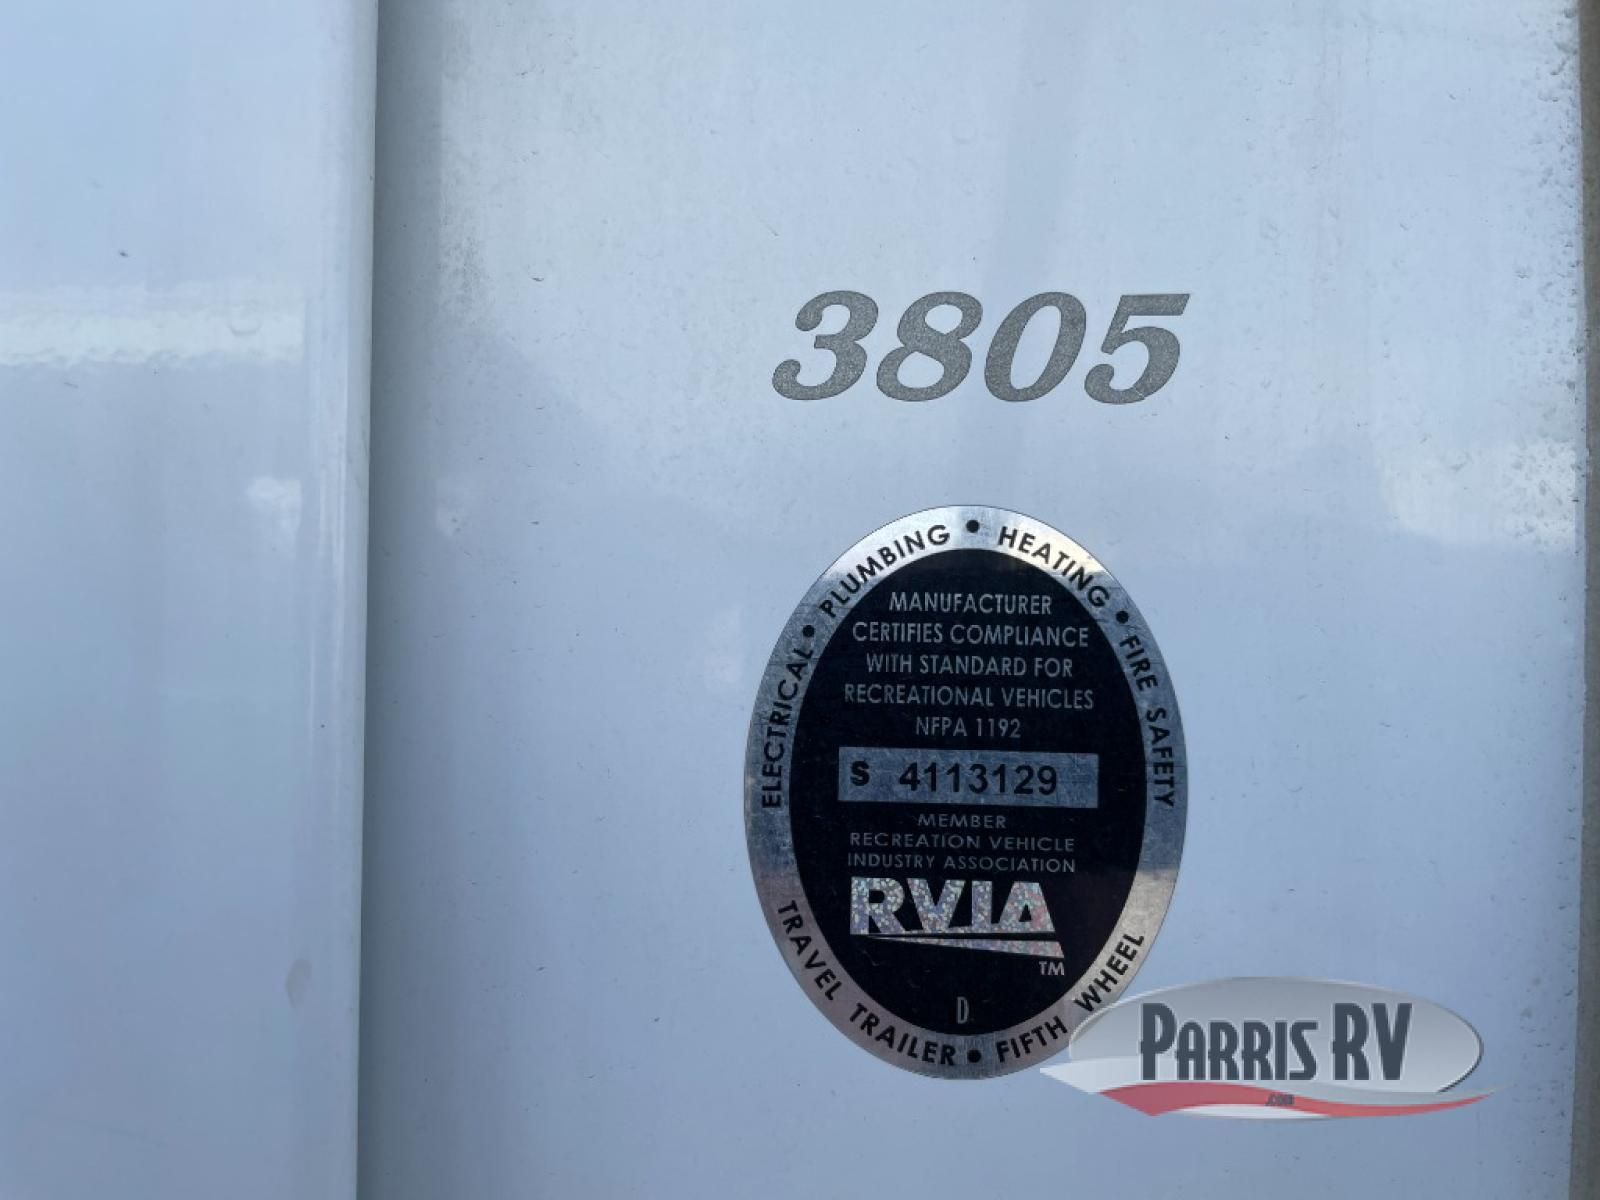 3805
ELECTRICAL • PLUMBING • HEATING • FIRE SAFETY
MANUFACTURER
CERTIFIES COMPLIANCE
WITH STANDARD FOR
RECREATIONAL VEHICLES
NFPA 1192
S 4113129
MEMBER
RECREATION VEHICLE
INDUSTRY ASSOCIATION
RVIA
TM
D
TRAVEL TRAILER • FIFTH WHEEL
PARRIS RV
.com